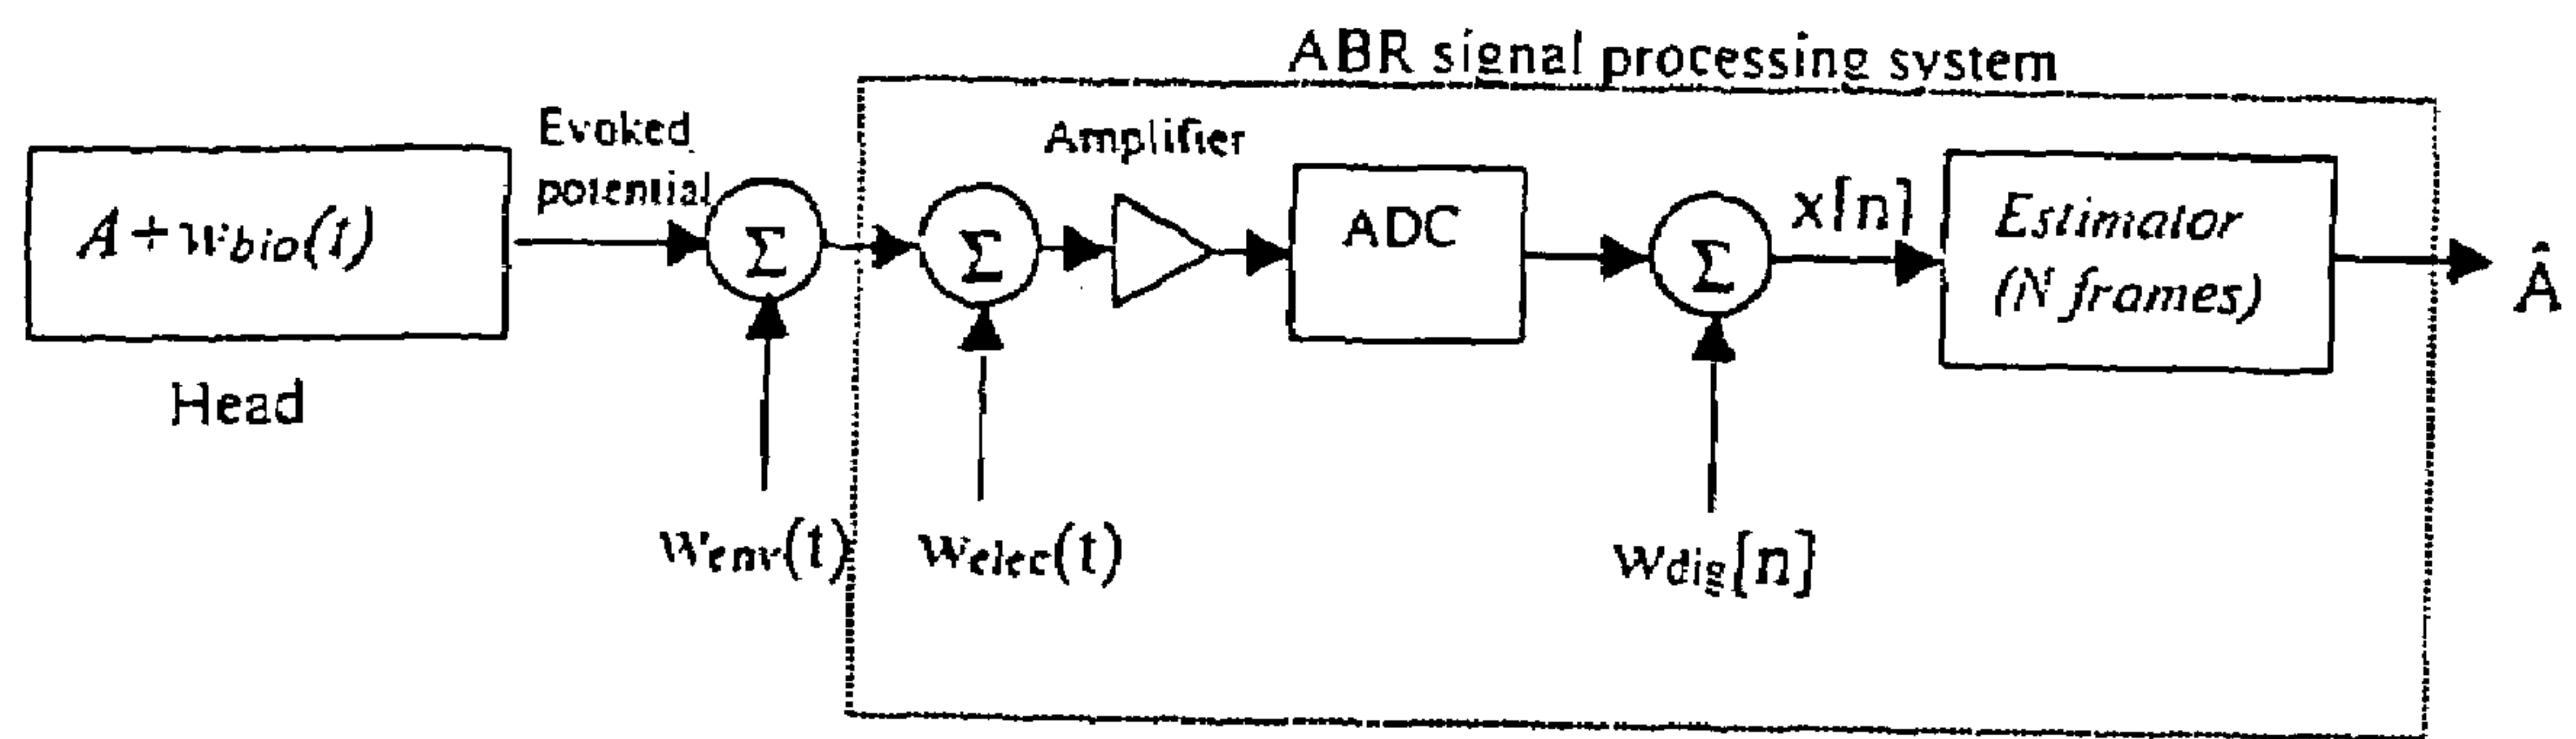 ABR signal processing system
Evoked
potential
Amplifier
A+wbio(t)
Σ
Σ
ADC
Σ
x[n]
Estimator
(N frames)
Â
Head
wenv(t)
welec(t)
wdig[n]